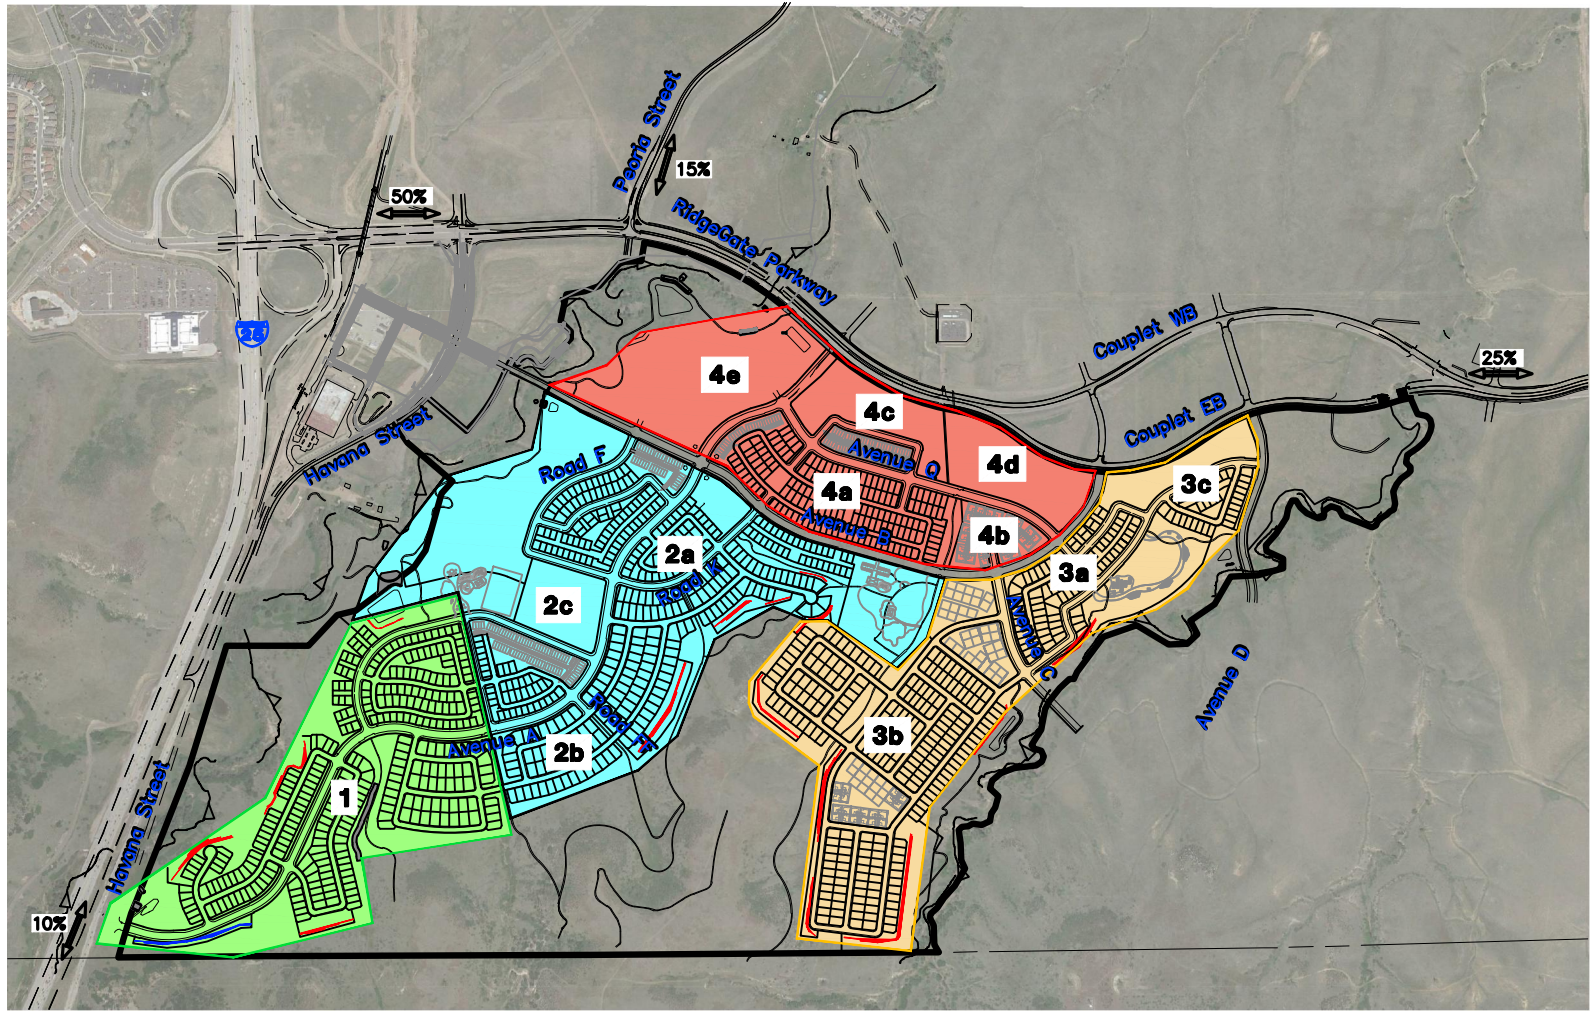 Peoria Street
15%
50%
RidgeGate Parkway
Couplet WB
25%
4e
Couplet EB
4c
Havana Street
Avenue Q
4d
Road F
3c
4a
Avenue B
4b
2a
3a
Road K
2c
Avenue C
Avenue D
Road FF
3b
Avenue A
2b
1
Havana Street
10%